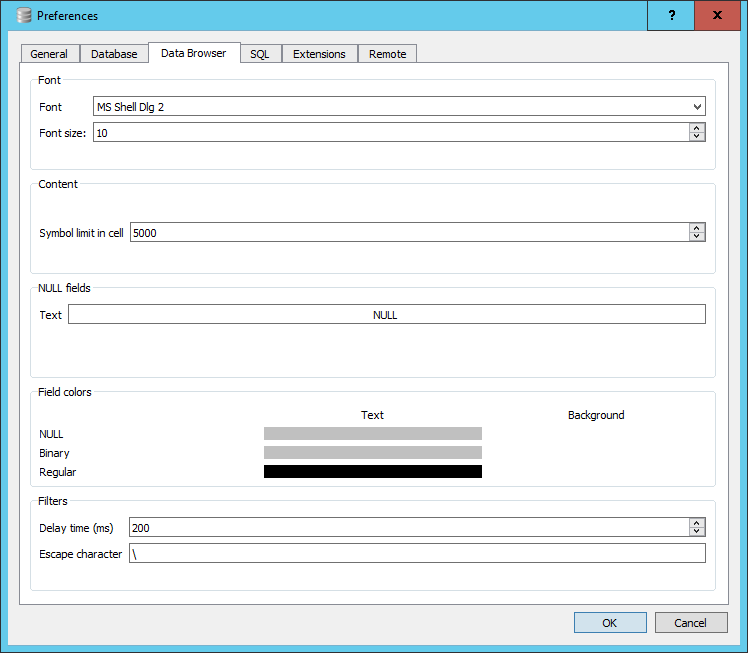 Preferences ? x
General Database Data Browser SQL Extensions Remote
Font
Font MS Shell Dlg 2
Font size: 10
Content
Symbol limit in cell 5000
NULL fields
Text NULL
Field colors
Text Background
NULL
Binary
Regular
Filters
Delay time (ms) 200
Escape character \
OK Cancel